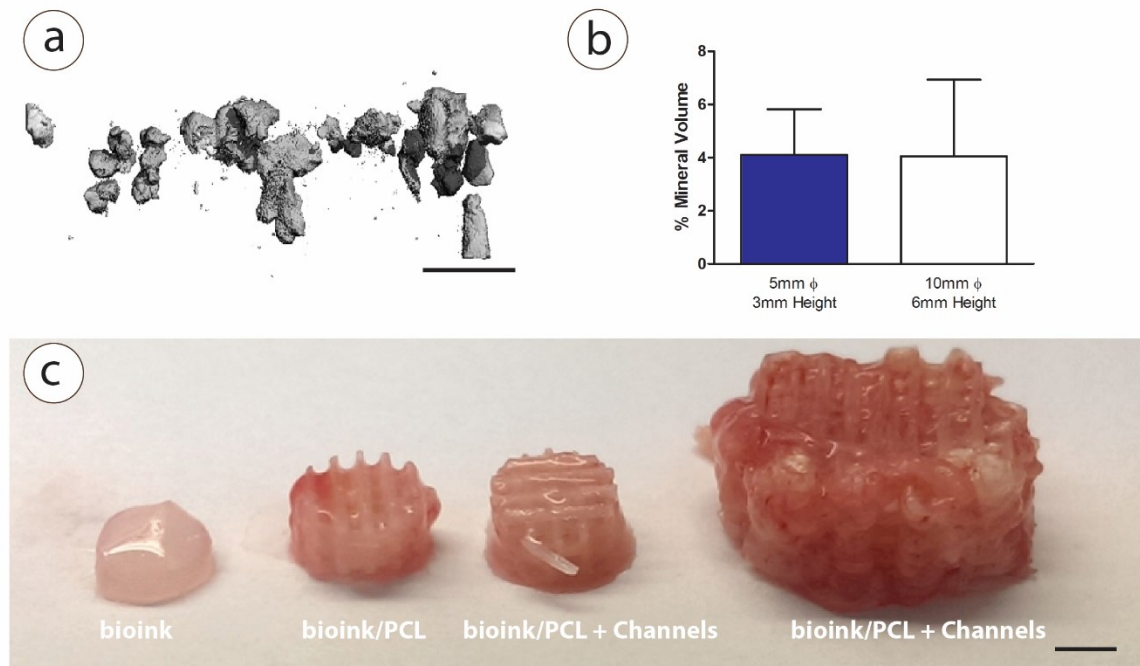 a
b
8
6
4
2
0
% Mineral Volume
5mm ϕ
3mm Height
10mm ϕ
6mm Height
c
bioink
bioink/PCL
bioink/PCL + Channels
bioink/PCL + Channels